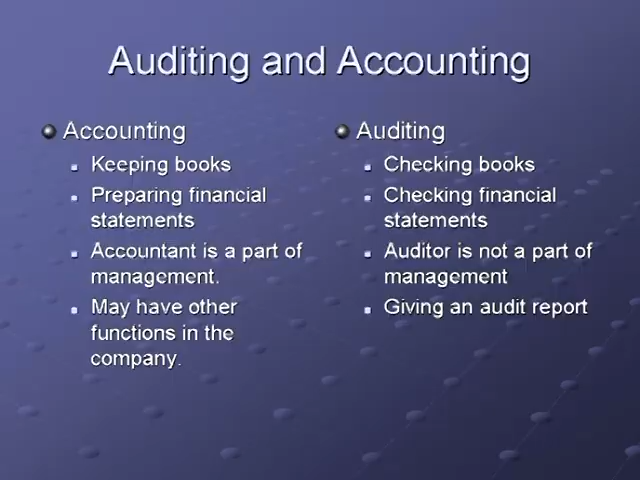 Auditing and Accounting
Accounting
Keeping books
Preparing financial
statements
Accountant is a part of
management.
May have other
functions in the
company.
Auditing
Checking books
Checking financial
statements
Auditor is not a part of
management
Giving an audit report